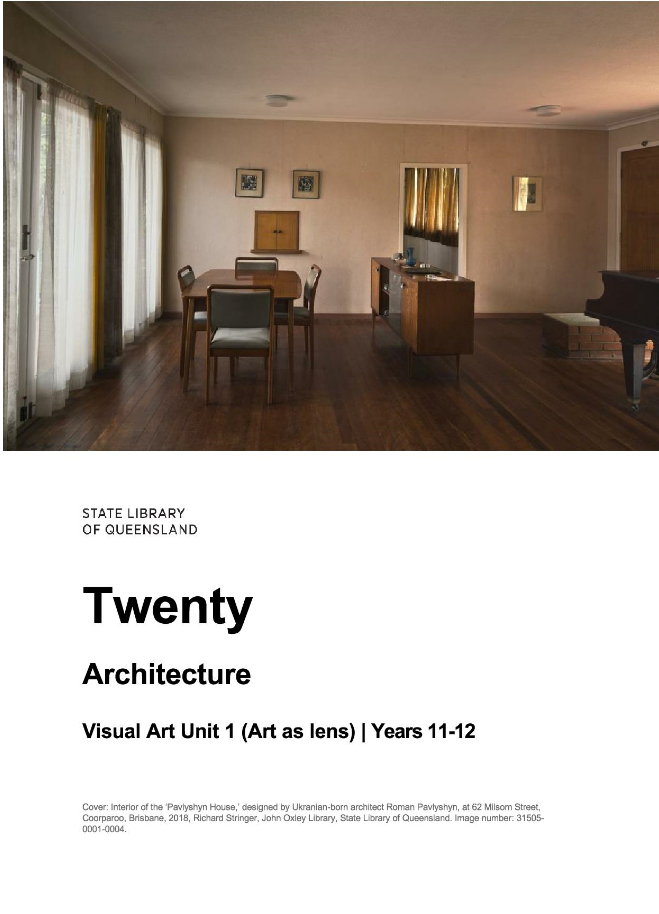 STATE LIBRARY
OF QUEENSLAND
Twenty
Architecture
Visual Art Unit 1 (Art as lens) | Years 11-12
Cover: Interior of the ‘Pavlyshyn House,’ designed by Ukranian-born architect Roman Pavlyshyn, at 62 Milsom Street,
Coorparoo, Brisbane, 2018, Richard Stringer, John Oxley Library, State Library of Queensland. Image number: 31505-
0001-0004.